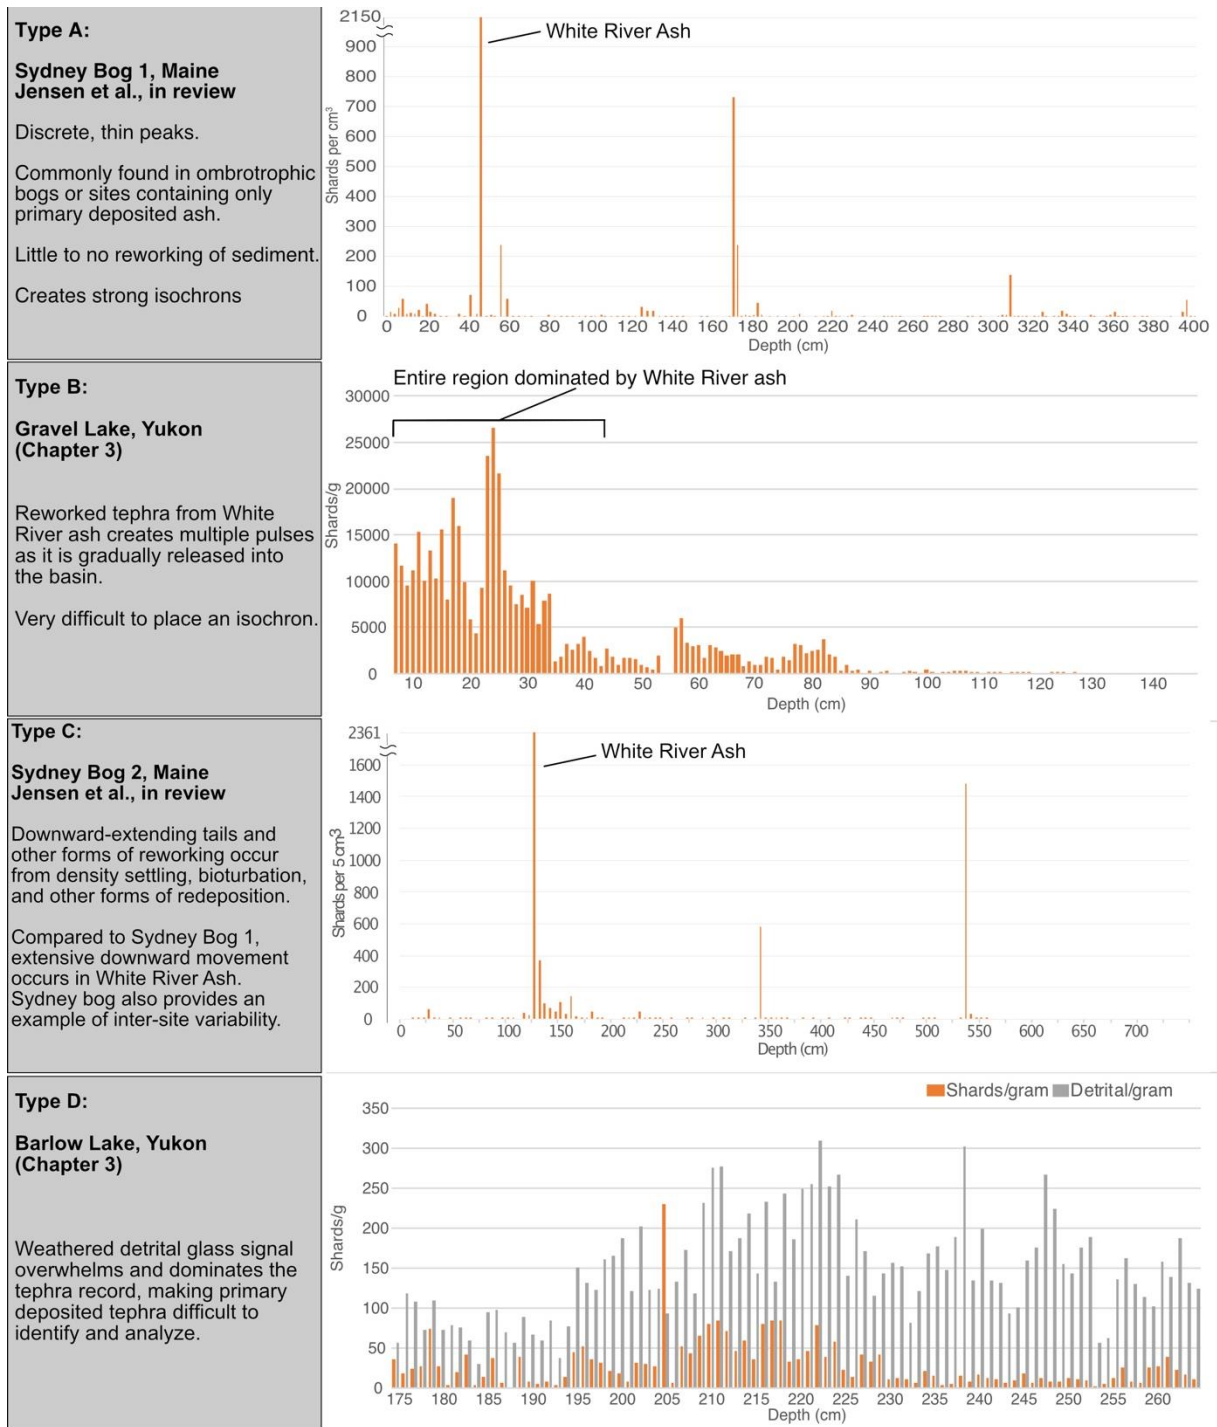 Type A:
Sydney Bog 1, Maine
Jensen et al., in review
Discrete, thin peaks.
Commonly found in ombrotrophic
bogs or sites containing only
primary deposited ash.
Little to no reworking of sediment.
Creates strong isochrons
2150
900
800
700
600
500
400
300
200
100
0
Shards per cm³
White River Ash
0 20 40 60 80 100 120 140 160 180 200 220 240 260 280 300 320 340 360 380 400
Depth (cm)
Type B:
Gravel Lake, Yukon
(Chapter 3)
Reworked tephra from White
River ash creates multiple pulses
as it is gradually released into
the basin.
Very difficult to place an isochron.
Entire region dominated by White River ash
30000
25000
20000
15000
10000
5000
0
Shards/g
10 20 30 40 50 60 70 80 90 100 110 120 130 140
Depth (cm)
Type C:
Sydney Bog 2, Maine
Jensen et al., in review
Downward-extending tails and
other forms of reworking occur
from density settling, bioturbation,
and other forms of redeposition.
Compared to Sydney Bog 1,
extensive downward movement
occurs in White River Ash.
Sydney bog also provides an
example of inter-site variability.
2361
1600
1400
1200
1000
800
600
400
200
0
Shards per 5 cm3
White River Ash
0 50 100 150 200 250 300 350 400 450 500 550 600 700
Depth (cm)
Type D:
Barlow Lake, Yukon
(Chapter 3)
Weathered detrital glass signal
overwhelms and dominates the
tephra record, making primary
deposited tephra difficult to
identify and analyze.
Shards/gram Detrital/gram
350
300
250
200
150
100
50
0
Shards/g
175 180 185 190 195 200 205 210 215 220 225 230 235 240 245 250 255 260
Depth (cm)